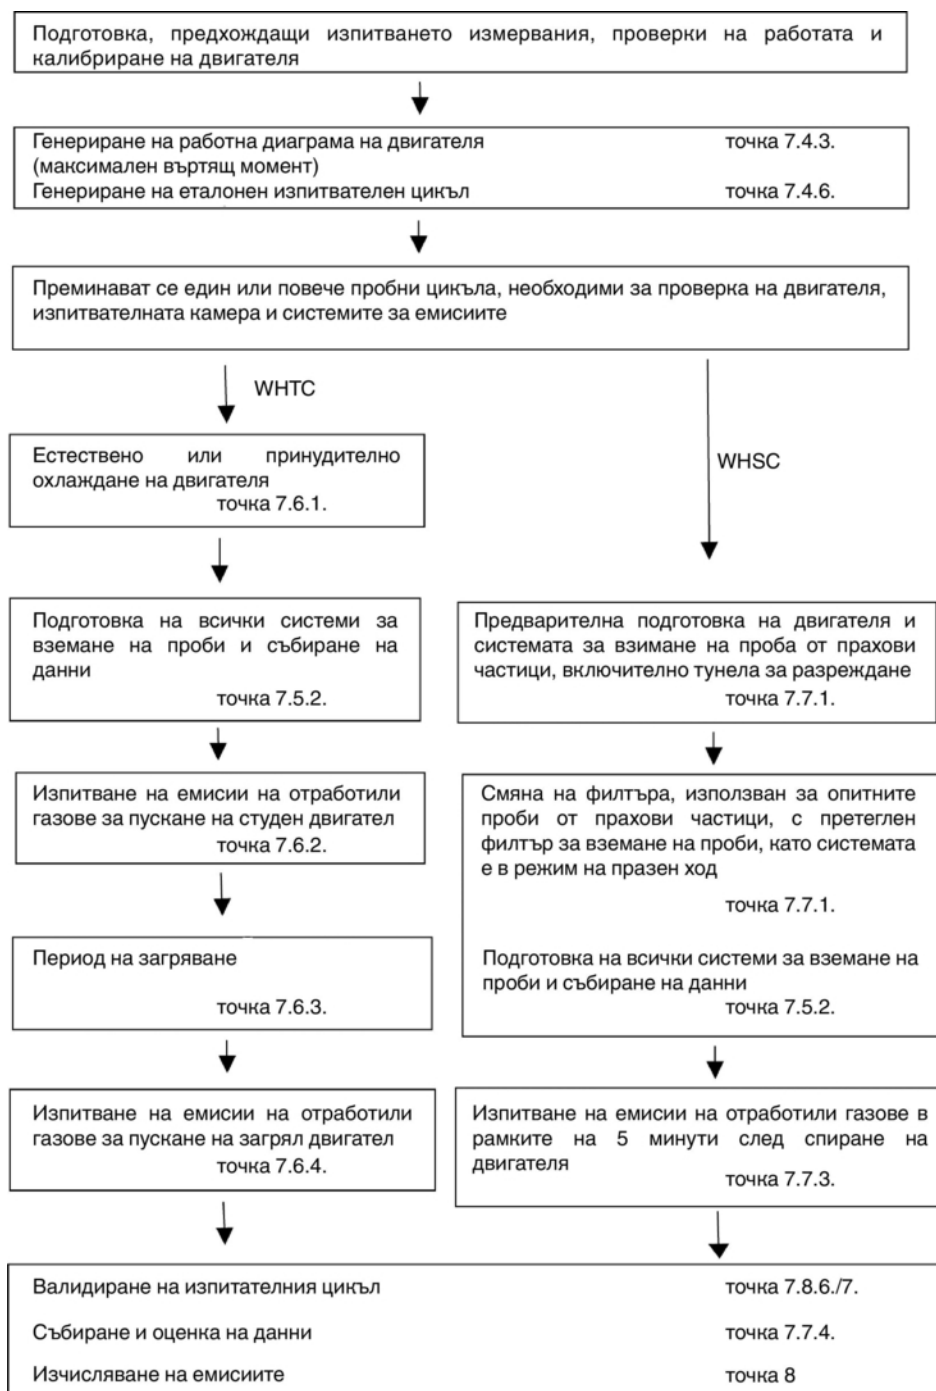 Подготовка, предхождащи изпитването измервания, проверки на работата и
калибриране на двигателя
Генериране на работна диаграма на двигателя точка 7.4.3.
(максимален въртящ момент)
Генериране на еталонен изпитвателен цикъл точка 7.4.6.
Преминават се един или повече пробни цикъла, необходими за проверка на двигателя,
изпитвателната камера и системите за емисиите
WHTC
Естествено или принудително
охлаждане на двигателя
точка 7.6.1.
Подготовка на всички системи за
вземане на проби и събиране на
данни
точка 7.5.2.
Изпитване на емисии на отработили
газове за пускане на студен двигател
точка 7.6.2.
Период на загряване
точка 7.6.3.
Изпитване на емисии на отработили
газове за пускане на загрял двигател
точка 7.6.4.
WHSC
Предварителна подготовка на двигателя и
системата за взимане на проба от прахови
частици, включително тунела за разреждане
точка 7.7.1.
Смяна на филтъра, използван за опитните
проби от прахови частици, с претеглен
филтър за вземане на проби, като системата
е в режим на празен ход
точка 7.7.1.
Подготовка на всички системи за вземане на
проби и събиране на данни
точка 7.5.2.
Изпитване на емисии на отработили газове в
рамките на 5 минути след спиране на
двигателя
точка 7.7.3.
Валидиране на изпитателния цикъл точка 7.8.6./7.
Събиране и оценка на данни точка 7.7.4.
Изчисляване на емисиите точка 8